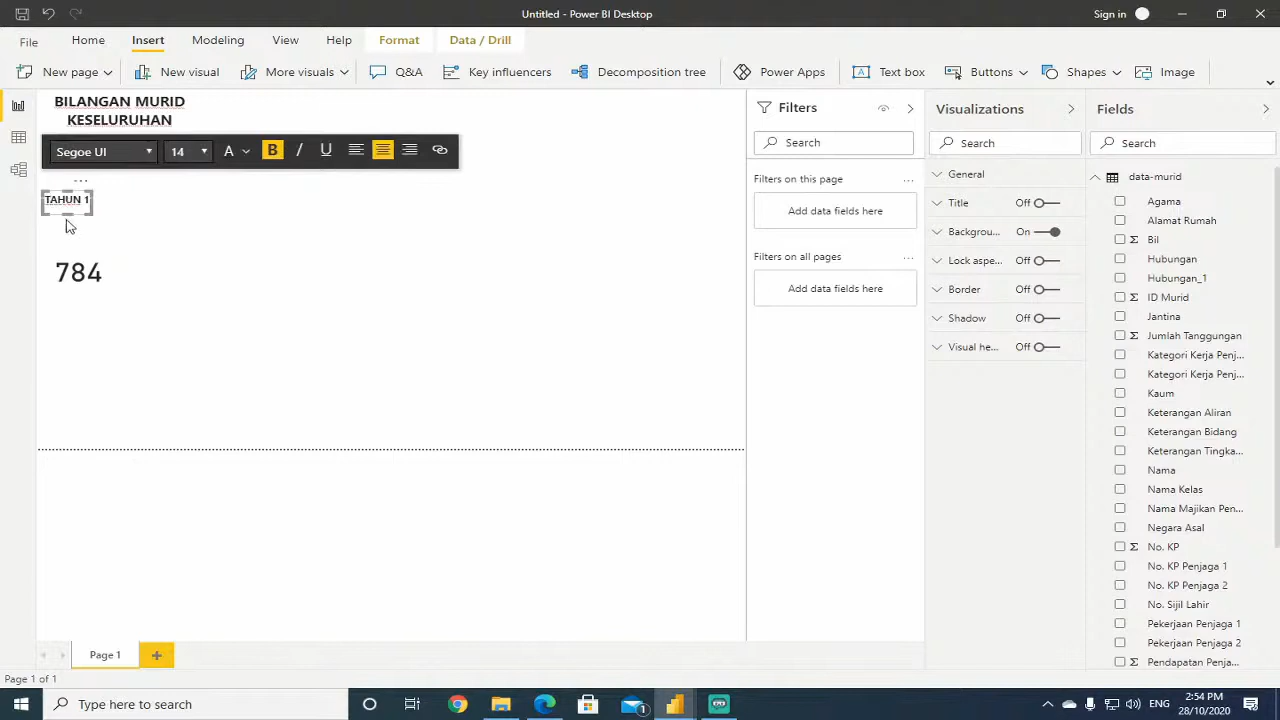 Untitled - Power BI Desktop
Sign in
File
Home
Insert
Modeling
View
Help
Format
Data / Drill
New page
New visual
More visuals
Q&A
Key influencers
Decomposition tree
Power Apps
Text box
Buttons
Shapes
Image
BILANGAN MURID
KESELURUHAN
Segoe UI
14
A
B
I
U
...
TAHUN 1
784
Filters
Search
Filters on this page
...
Add data fields here
Filters on all pages
...
Add data fields here
Visualizations
Search
General
Title
Off
Backgrou...
On
Lock aspe...
Off
Border
Off
Shadow
Off
Visual he...
Off
Fields
Search
data-murid
Agama
Alamat Rumah
Σ Bil
Hubungan
Hubungan_1
Σ ID Murid
Jantina
Σ Jumlah Tanggungan
Kategori Kerja Penj...
Kategori Kerja Penj...
Kaum
Keterangan Aliran
Keterangan Bidang
Keterangan Tingka...
Nama
Nama Kelas
Nama Majikan Pen...
Negara Asal
Σ No. KP
No. KP Penjaga 1
No. KP Penjaga 2
No. Sijil Lahir
Pekerjaan Penjaga 1
Pekerjaan Penjaga 2
Σ Pendapatan Penja...
Page 1
Page 1 of 1
Type here to search
1
ENG
2:54 PM
28/10/2020